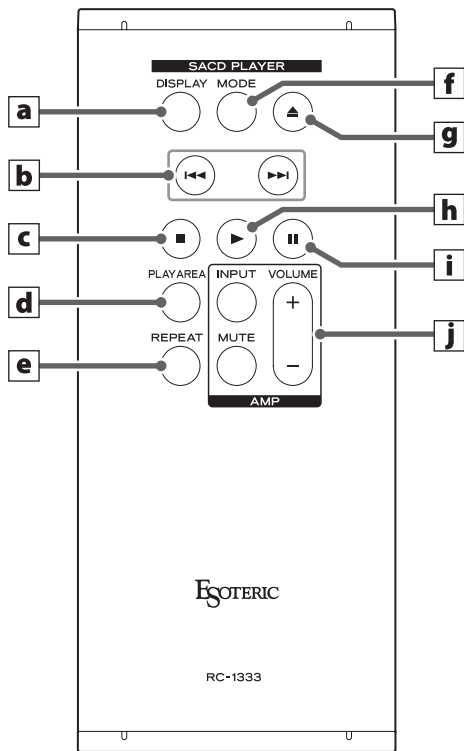 SACD PLAYER
DISPLAY MODE
a
f
g
b
c
h
i
PLAY AREA INPUT VOLUME
d
+
j
REPEAT MUTE
e
−
AMP
ESOTERIC
RC-1333